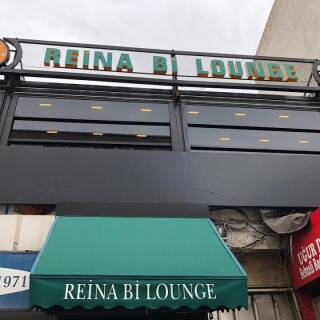 REİNA Bİ LOUNGE
1971
UĞUR
REİNA Bİ LOUNGE